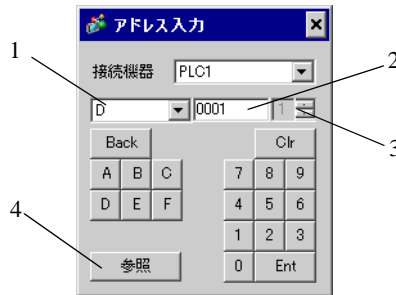 アドレス入力
1
接続機器 PLC1
2
D 0001 1
3
Back Clr
A B C 7 8 9
D E F 4 5 6
4
1 2 3
参照 0 Ent